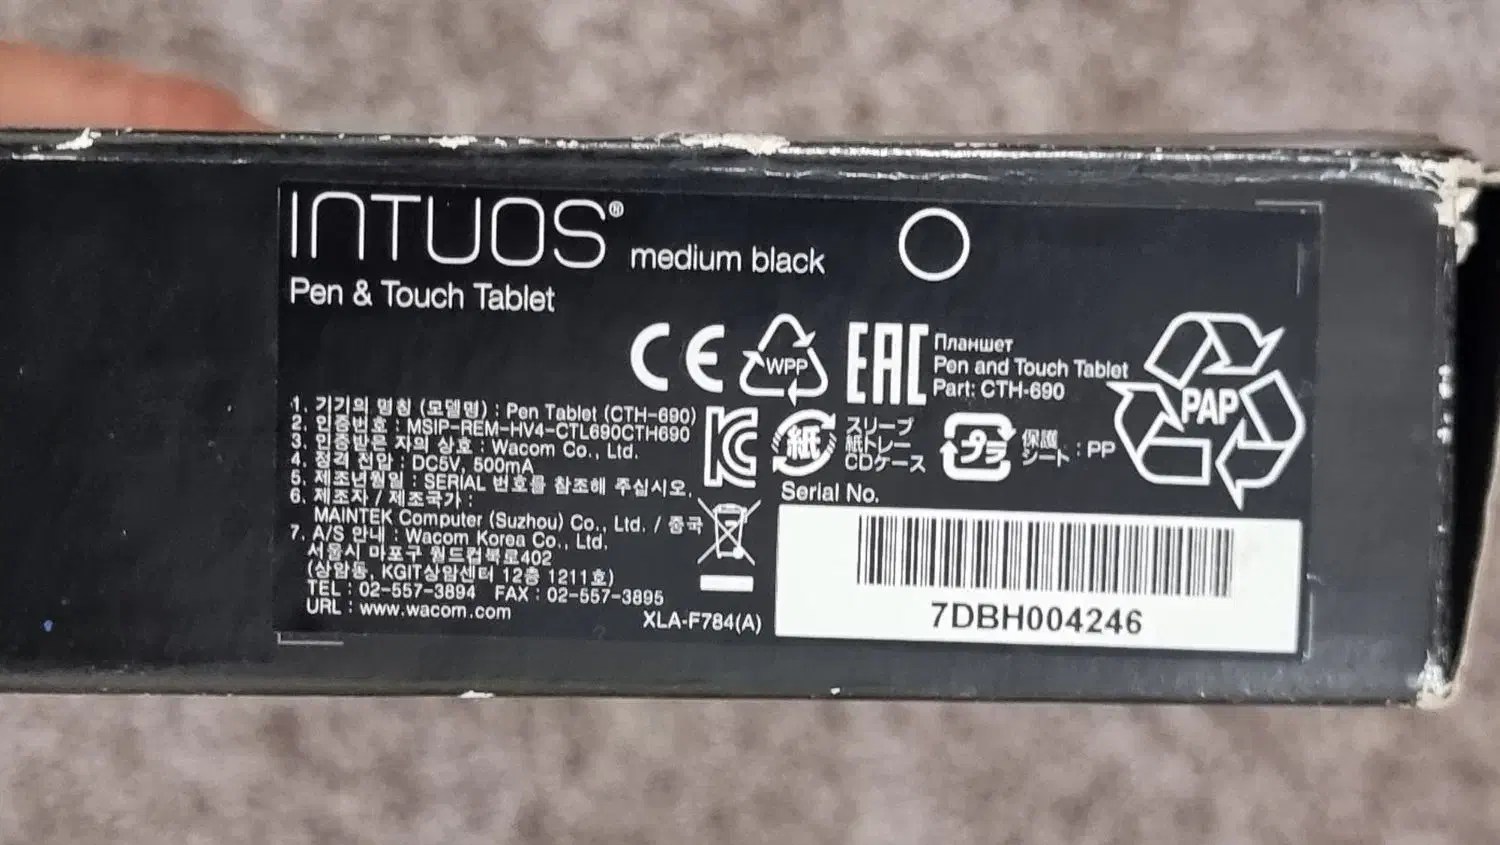 INTUOS® medium black
Pen & Touch Tablet
CE
WPP
EAC
Планшет
Pen and Touch Tablet
Part: CTH-690
PAP
1. 기기의 명칭 (모델명) : Pen Tablet (CTH-690)
2. 인증번호 : MSIP-REM-HV4-CTL690CTH690
3. 인증받은 자의 상호 : Wacom Co., Ltd.
4. 정격 전압 : DC5V, 500mA
5. 제조년월일 : SERIAL 번호를 참조해 주십시오.
6. 제조자 / 제조국가 :
MAINTEK Computer (Suzhou) Co., Ltd. / 중국
7. A/S 안내 : Wacom Korea Co., Ltd.
서울시 마포구 월드컵북로402
(상암동, KGIT상암센터 12층 1211호)
TEL : 02-557-3894 FAX : 02-557-3895
URL : www.wacom.com
XLA-F784(A)
KC
紙
スリーブ
紙トレー
CDケース
プラ
保護
シート : PP
Serial No.
7DBH004246